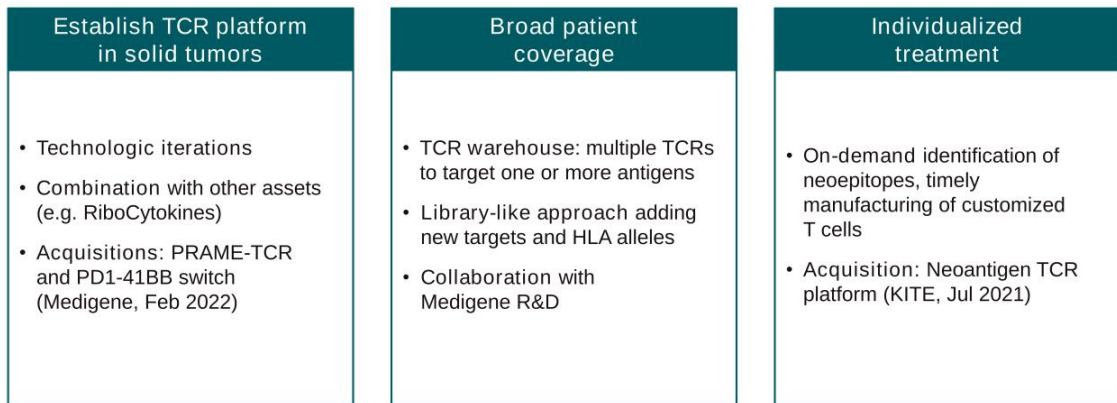 Establish TCR platform
in solid tumors
• Technologic iterations
• Combination with other assets
(e.g. RiboCytokines)
• Acquisitions: PRAME-TCR
and PD1-41BB switch
(Medigene, Feb 2022)
Broad patient
coverage
• TCR warehouse: multiple TCRs
to target one or more antigens
• Library-like approach adding
new targets and HLA alleles
• Collaboration with
Medigene R&D
Individualized
treatment
• On-demand identification of
neoepitopes, timely
manufacturing of customized
T cells
• Acquisition: Neoantigen TCR
platform (KITE, Jul 2021)